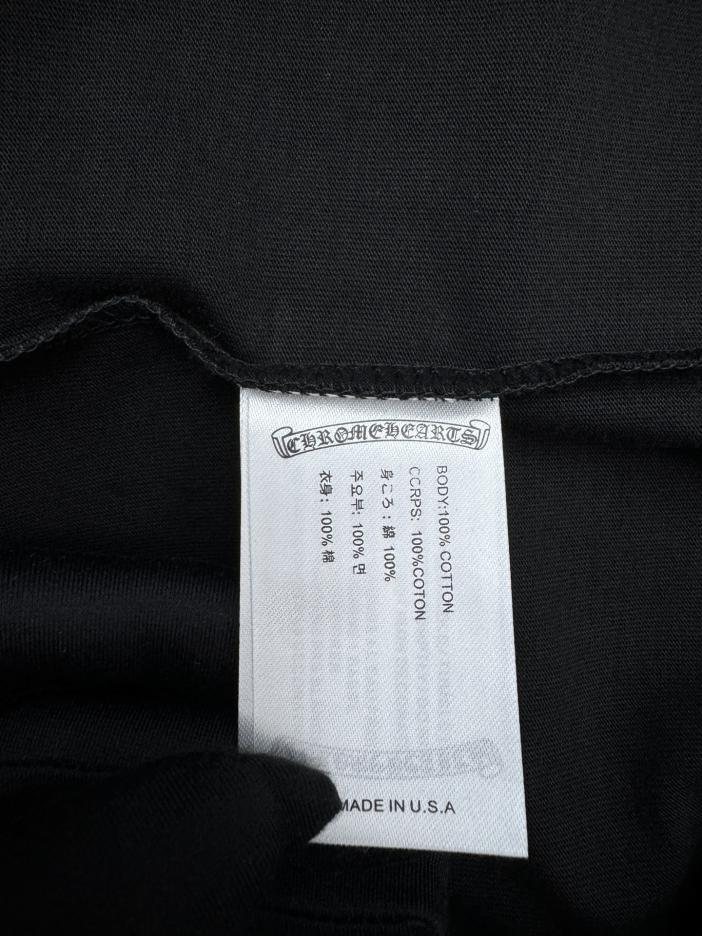 CHROMEHEARTS
BODY:100% COTTON
CCRPS: 100%COTON
身ころ : 綿 100%
주요부: 100% 면
衣身: 100% 棉
MADE IN U.S.A